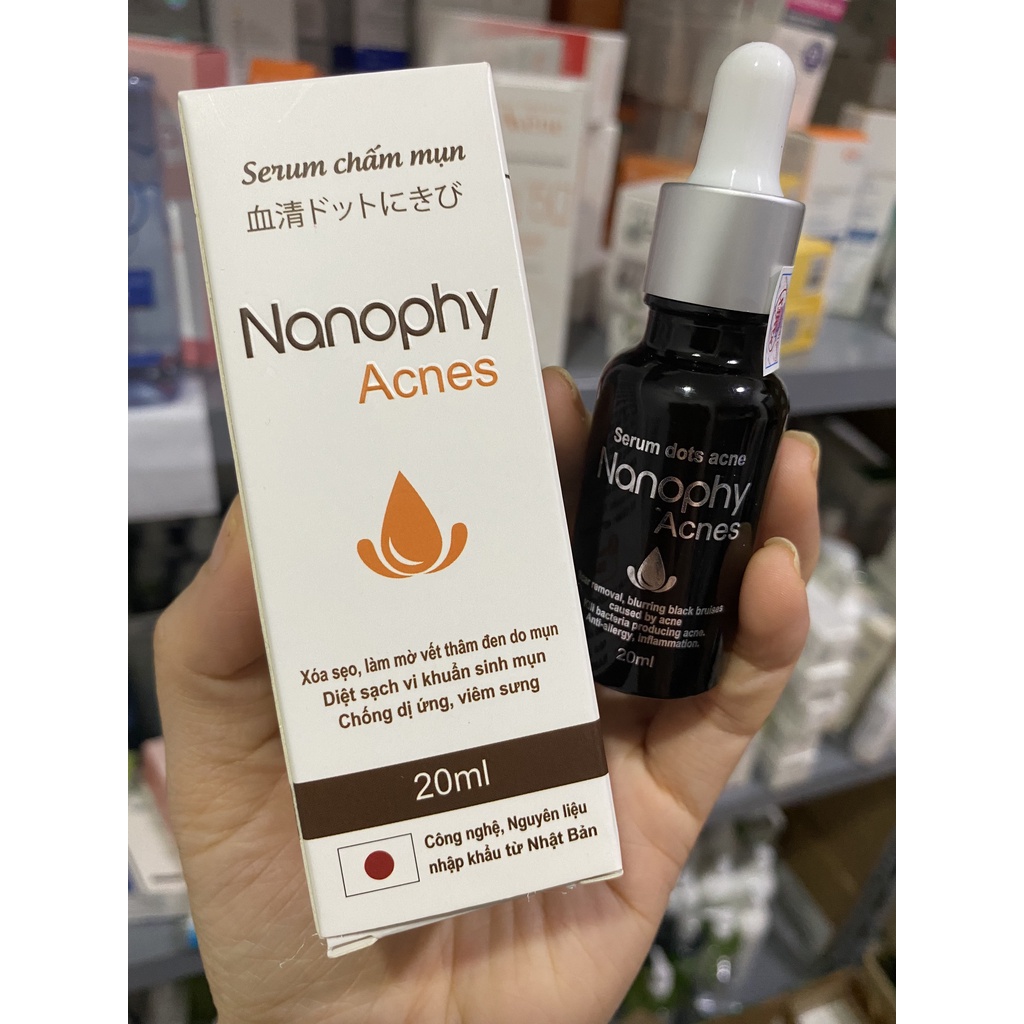 Serum chấm mụn
血清ドットにきび
Nanophy
Acnes
Xóa sẹo, làm mờ vết thâm đen do mụn
Diệt sạch vi khuẩn sinh mụn
Chống dị ứng, viêm sưng
20ml
Công nghệ, Nguyên liệu
nhập khẩu từ Nhật Bản
Serum dots acne
Nanophy
Acnes
removal, blurring black bruises
caused by acne
bacteria producing acne.
Anti-allergy, inflammation.
20ml